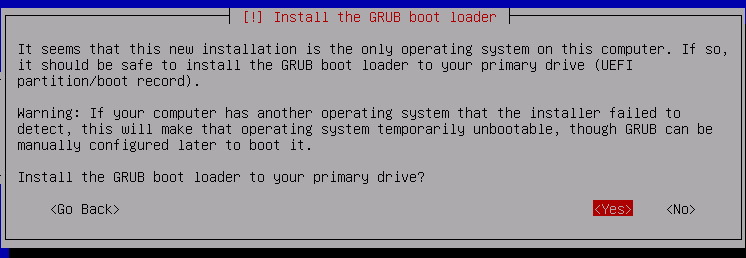 [!] Install the GRUB boot loader
It seems that this new installation is the only operating system on this computer. If so,
it should be safe to install the GRUB boot loader to your primary drive (UEFI
partition/boot record).
Warning: If your computer has another operating system that the installer failed to
detect, this will make that operating system temporarily unbootable, though GRUB can be
manually configured later to boot it.
Install the GRUB boot loader to your primary drive?
<Go Back> <Yes> <No>